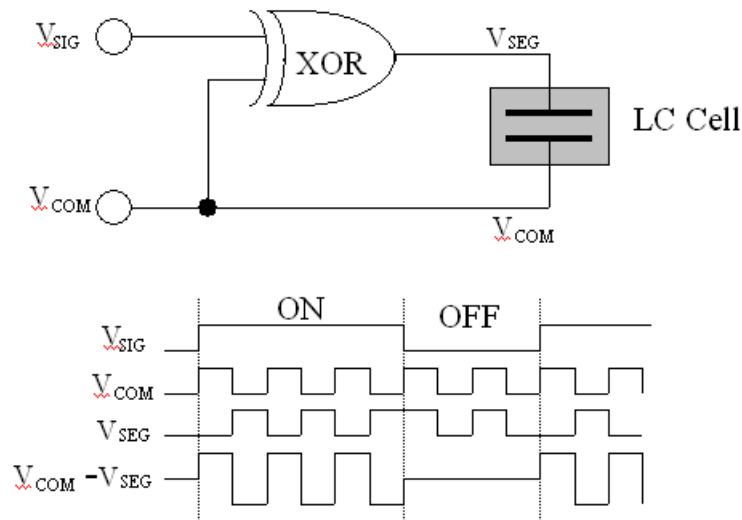 VSIG
XOR
VSEG
LC Cell
VCOM
VCOM
ON
OFF
VSIG
VCOM
VSEG
VCOM -VSEG